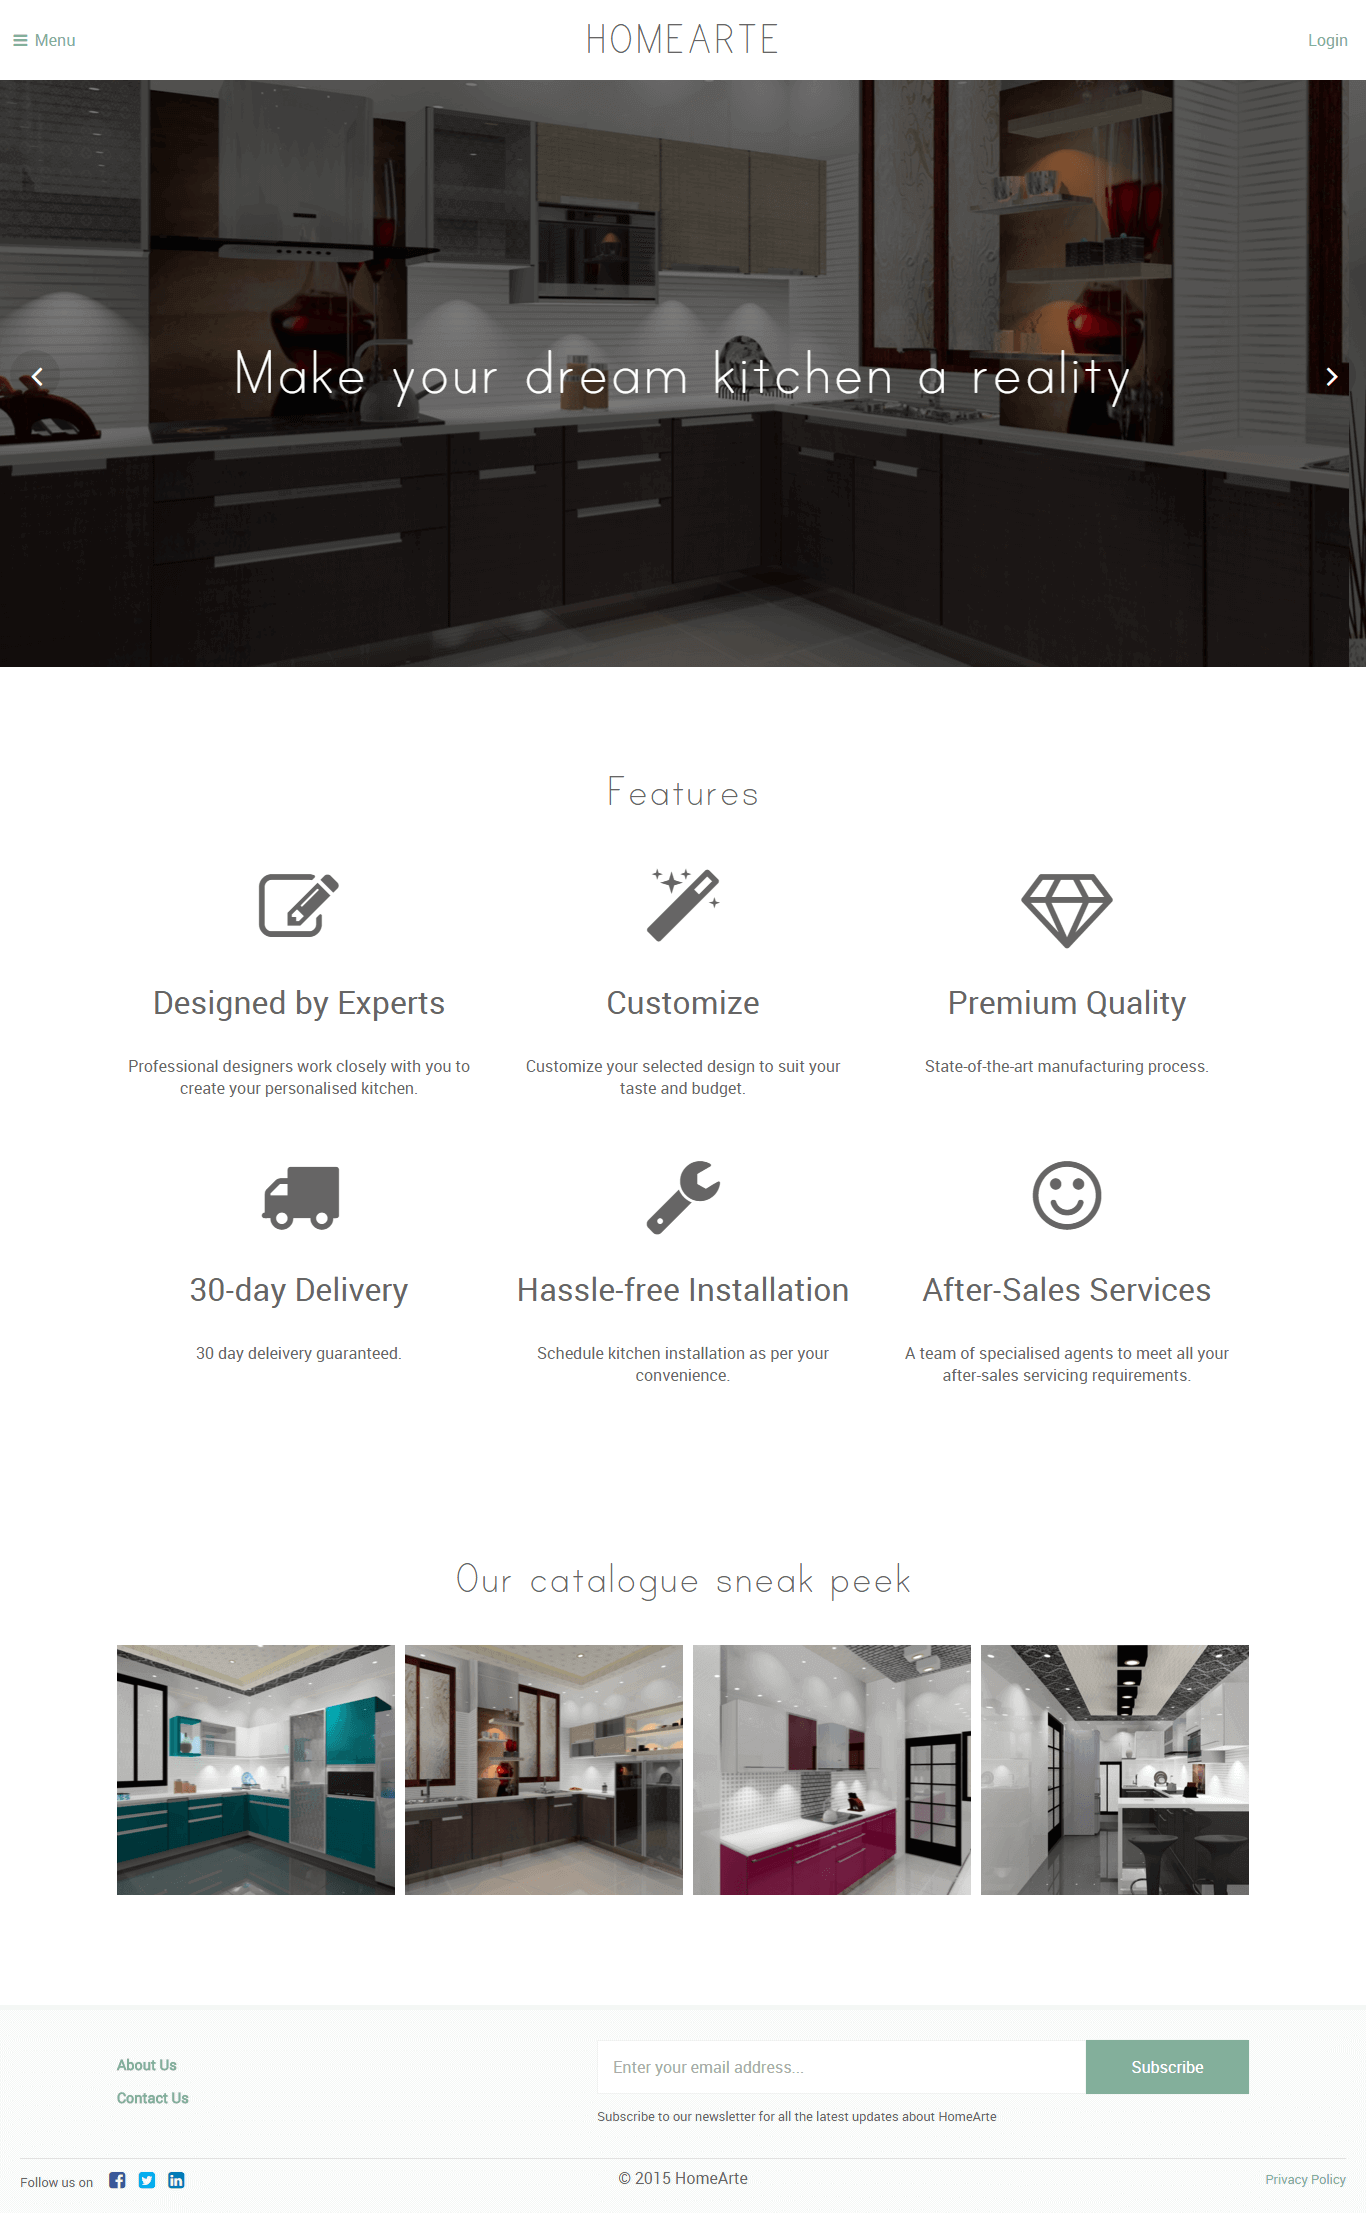 Menu
HOMEARTE
Login
Make your dream kitchen a reality
Features
Designed by Experts
Customize
Premium Quality
Professional designers work closely with you to
create your personalised kitchen.
Customize your selected design to suit your
taste and budget.
State-of-the-art manufacturing process.
30-day Delivery
Hassle-free Installation
After-Sales Services
30 day deleivery guaranteed.
Schedule kitchen installation as per your
convenience.
A team of specialised agents to meet all your
after-sales servicing requirements.
Our catalogue sneak peek
About Us
Contact Us
Enter your email address...
Subscribe
Subscribe to our newsletter for all the latest updates about HomeArte
Follow us on
© 2015 HomeArte
Privacy Policy